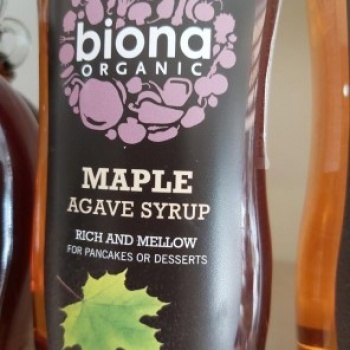 biona
ORGANIC
MAPLE
AGAVE SYRUP
RICH AND MELLOW
FOR PANCAKES OR DESSERTS